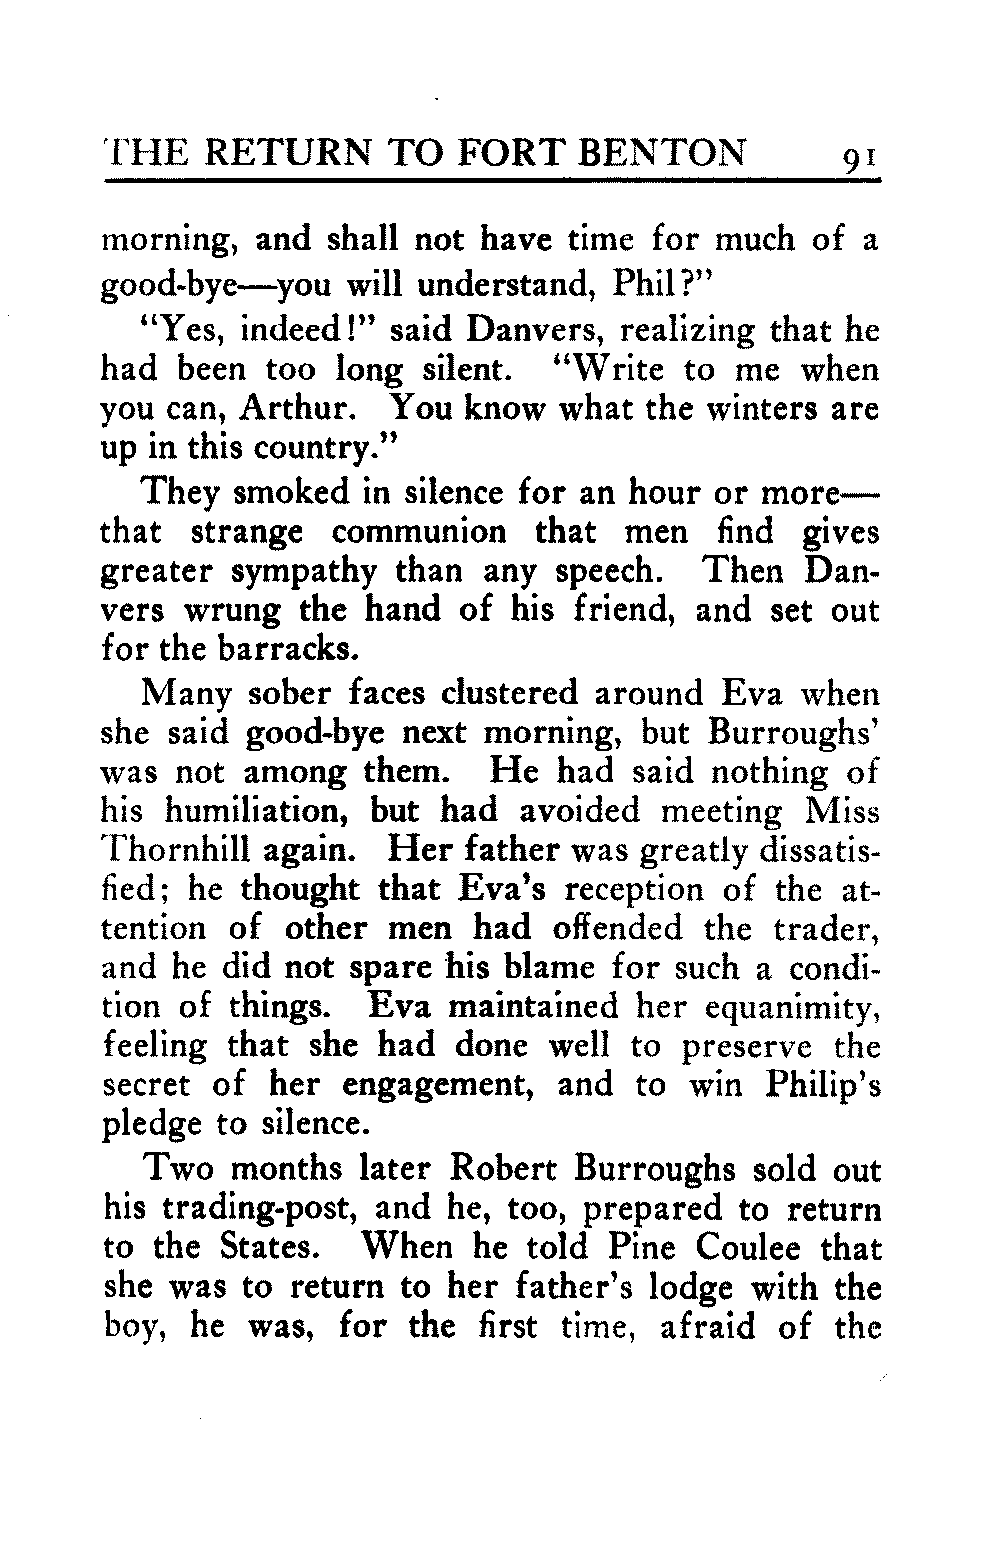 THE RETURN TO FORT BENTON 91
morning, and shall not have time for much of a
good-bye—you will understand, Phil?"
"Yes, indeed!" said Danvers, realizing that he
had been too long silent. "Write to me when
you can, Arthur. You know what the winters are
up in this country."
They smoked in silence for an hour or more—
that strange communion that men find gives
greater sympathy than any speech. Then Dan-
vers wrung the hand of his friend, and set out
for the barracks.
Many sober faces clustered around Eva when
she said good-bye next morning, but Burroughs'
was not among them. He had said nothing of
his humiliation, but had avoided meeting Miss
Thornhill again. Her father was greatly dissatis-
fied; he thought that Eva's reception of the at-
tention of other men had offended the trader,
and he did not spare his blame for such a condi-
tion of things. Eva maintained her equanimity,
feeling that she had done well to preserve the
secret of her engagement, and to win Philip's
pledge to silence.
Two months later Robert Burroughs sold out
his trading-post, and he, too, prepared to return
to the States. When he told Pine Coulee that
she was to return to her father's lodge with the
boy, he was, for the first time, afraid of the